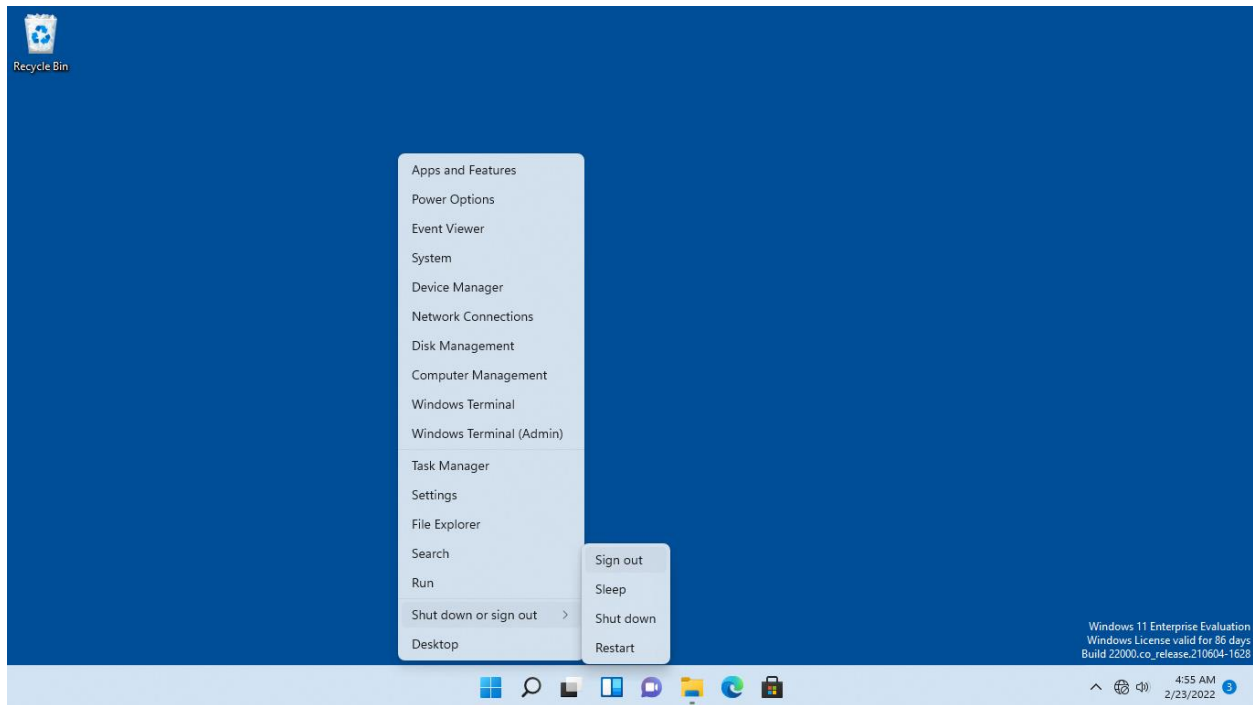 Recycle Bin
Apps and Features
Power Options
Event Viewer
System
Device Manager
Network Connections
Disk Management
Computer Management
Windows Terminal
Windows Terminal (Admin)
Task Manager
Settings
File Explorer
Search
Run
Shut down or sign out
Desktop
Sign out
Sleep
Shut down
Restart
Windows 11 Enterprise Evaluation
Windows License valid for 86 days
Build 22000.co_release.210604-1628
4:55 AM
2/23/2022
3